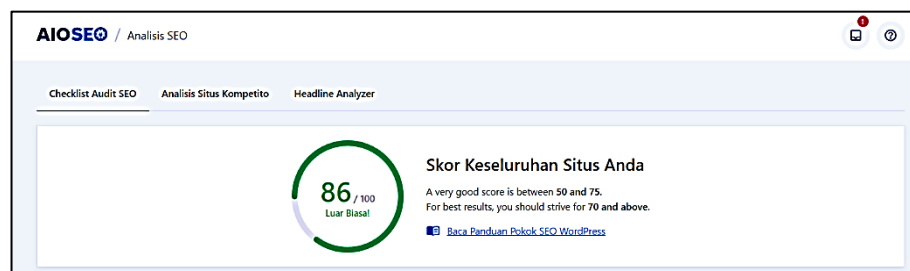 AIOSEO / Analisis SEO
!
Checklist Audit SEO Analisis Situs Kompetito Headline Analyzer
86 / 100
Luar Biasa!
Skor Keseluruhan Situs Anda
A very good score is between 50 and 75.
For best results, you should strive for 70 and above.
Baca Panduan Pokok SEO WordPress